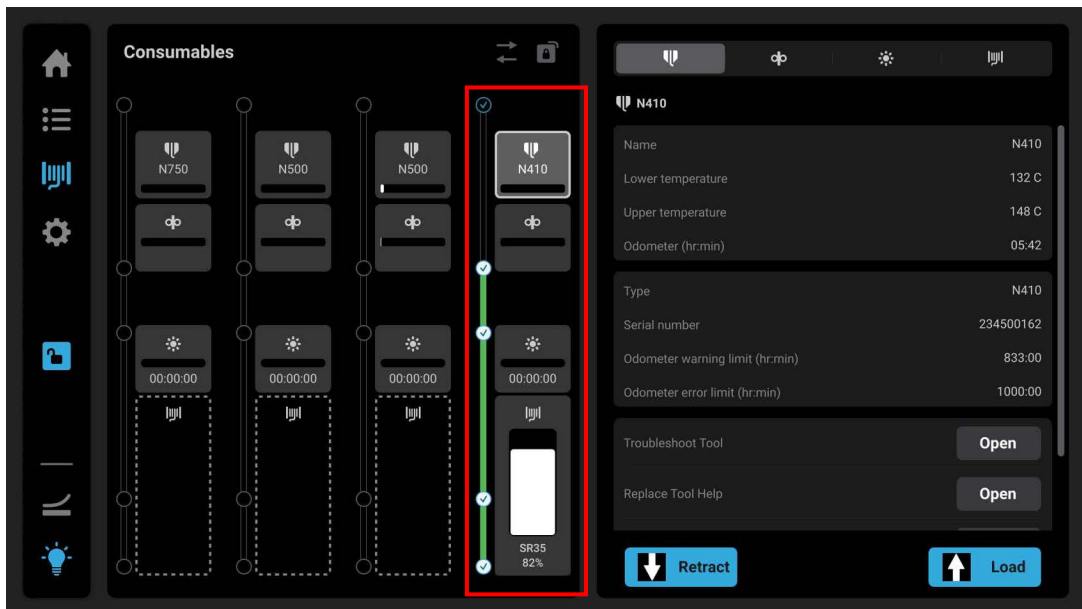 Consumables
N750
N500
N500
N410
00:00:00
00:00:00
00:00:00
00:00:00
SR35
82%
N410
Name N410
Lower temperature 132 C
Upper temperature 148 C
Odometer (hr:min) 05:42
Type N410
Serial number 234500162
Odometer warning limit (hr:min) 833:00
Odometer error limit (hr:min) 1000:00
Troubleshoot Tool Open
Replace Tool Help Open
Retract
Load